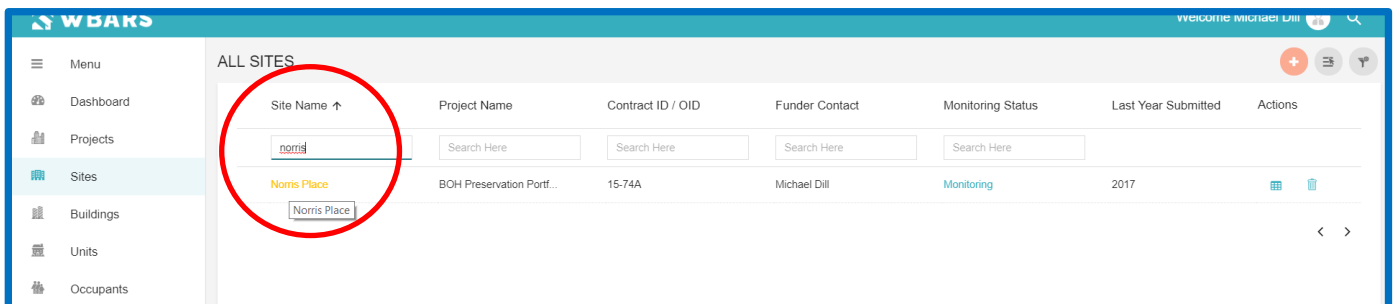 WBARS
Welcome Michael Dill
Menu
ALL SITES
Dashboard
Site Name ↑ Project Name Contract ID / OID Funder Contact Monitoring Status Last Year Submitted Actions
Projects
norris Search Here Search Here Search Here Search Here
Sites
Norris Place BOH Preservation Portf... 15-74A Michael Dill Monitoring 2017
Norris Place
Buildings
Units
Occupants